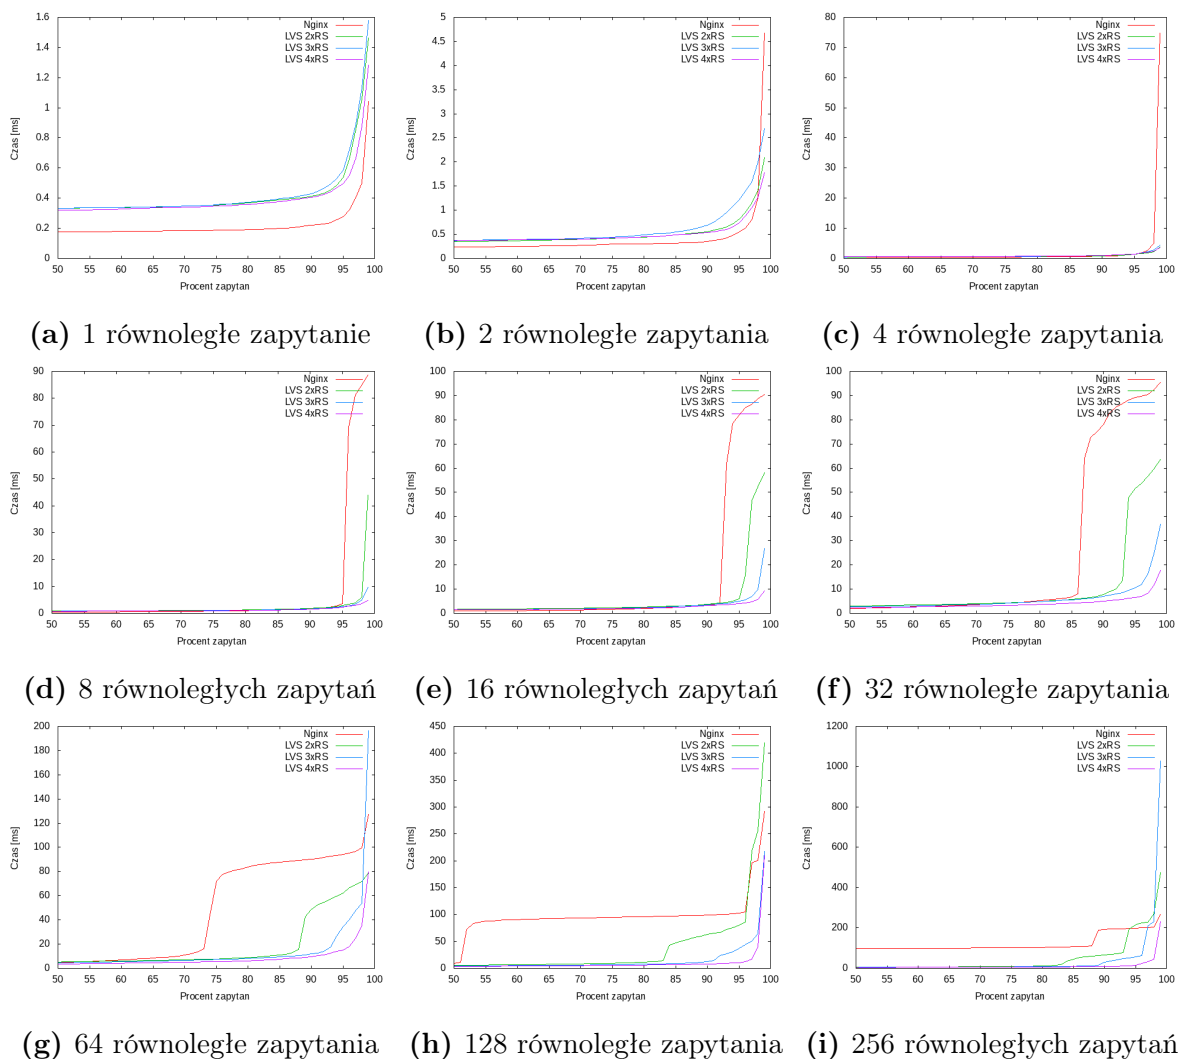 Nginx
LVS 2xRS
LVS 3xRS
LVS 4xRS
Czas [ms]
0
0.2
0.4
0.6
0.8
1
1.2
1.4
1.6
50 55 60 65 70 75 80 85 90 95 100
Procent zapytan
(a) 1 równoległe zapytanie
Nginx
LVS 2xRS
LVS 3xRS
LVS 4xRS
Czas [ms]
0
0.5
1
1.5
2
2.5
3
3.5
4
4.5
5
50 55 60 65 70 75 80 85 90 95 100
Procent zapytan
(b) 2 równoległe zapytania
Nginx
LVS 2xRS
LVS 3xRS
LVS 4xRS
Czas [ms]
0
10
20
30
40
50
60
70
80
50 55 60 65 70 75 80 85 90 95 100
Procent zapytan
(c) 4 równoległe zapytania
Nginx
LVS 2xRS
LVS 3xRS
LVS 4xRS
Czas [ms]
0
10
20
30
40
50
60
70
80
90
50 55 60 65 70 75 80 85 90 95 100
Procent zapytan
(d) 8 równoległych zapytań
Nginx
LVS 2xRS
LVS 3xRS
LVS 4xRS
Czas [ms]
0
10
20
30
40
50
60
70
80
90
100
50 55 60 65 70 75 80 85 90 95 100
Procent zapytan
(e) 16 równoległych zapytań
Nginx
LVS 2xRS
LVS 3xRS
LVS 4xRS
Czas [ms]
0
10
20
30
40
50
60
70
80
90
100
50 55 60 65 70 75 80 85 90 95 100
Procent zapytan
(f) 32 równoległe zapytania
Nginx
LVS 2xRS
LVS 3xRS
LVS 4xRS
Czas [ms]
0
20
40
60
80
100
120
140
160
180
200
50 55 60 65 70 75 80 85 90 95 100
Procent zapytan
(g) 64 równoległe zapytania
Nginx
LVS 2xRS
LVS 3xRS
LVS 4xRS
Czas [ms]
0
50
100
150
200
250
300
350
400
450
50 55 60 65 70 75 80 85 90 95 100
Procent zapytan
(h) 128 równoległe zapytania
Nginx
LVS 2xRS
LVS 3xRS
LVS 4xRS
Czas [ms]
0
200
400
600
800
1000
1200
50 55 60 65 70 75 80 85 90 95 100
Procent zapytan
(i) 256 równoległych zapytań